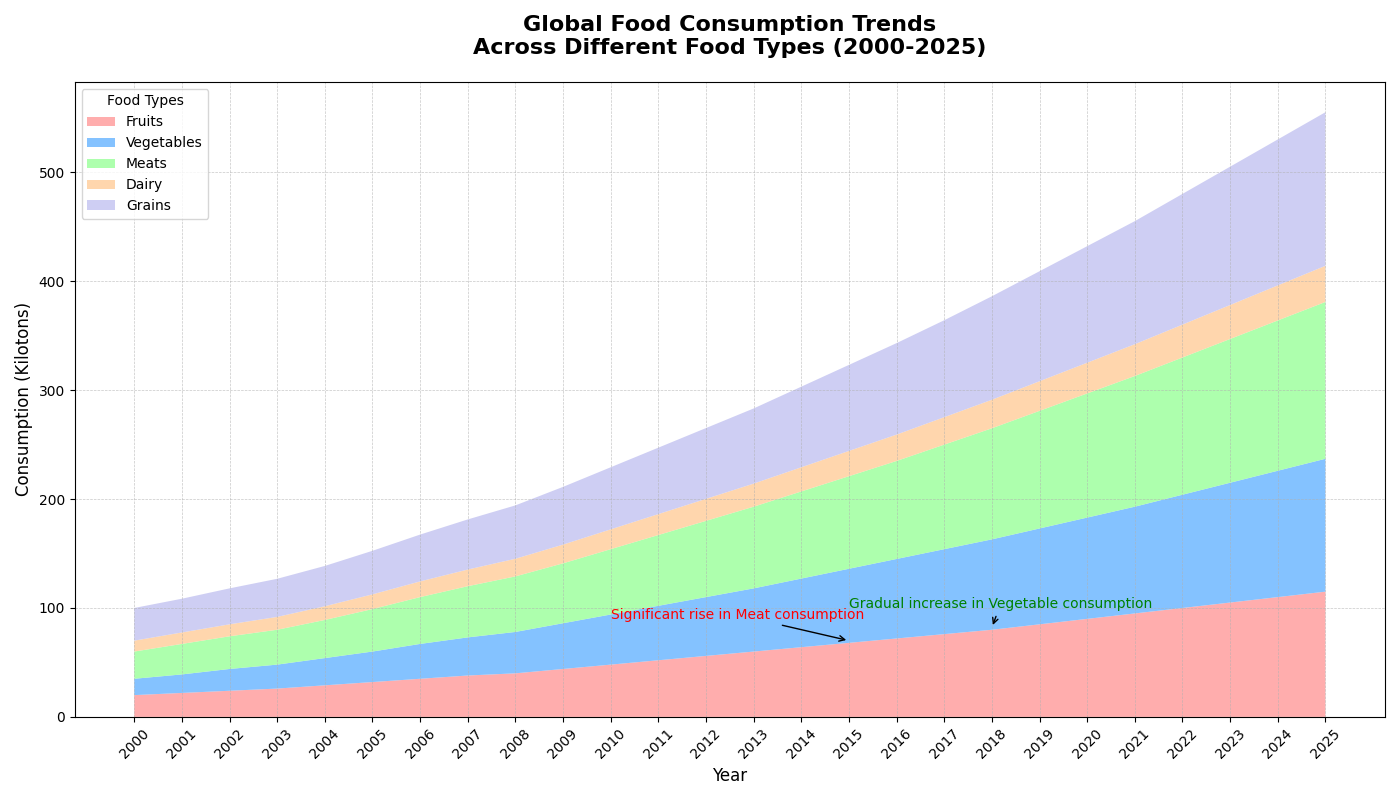 Global Food Consumption Trends
Across Different Food Types (2000-2025)
Food Types
Fruits
Vegetables
Meats
Dairy
Grains
Consumption (Kilotons)
500
400
300
200
100
0
Significant rise in Meat consumption
Gradual increase in Vegetable consumption
2000
2001
2002
2003
2004
2005
2006
2007
2008
2009
2010
2011
2012
2013
2014
2015
2016
2017
2018
2019
2020
2021
2022
2023
2024
2025
Year